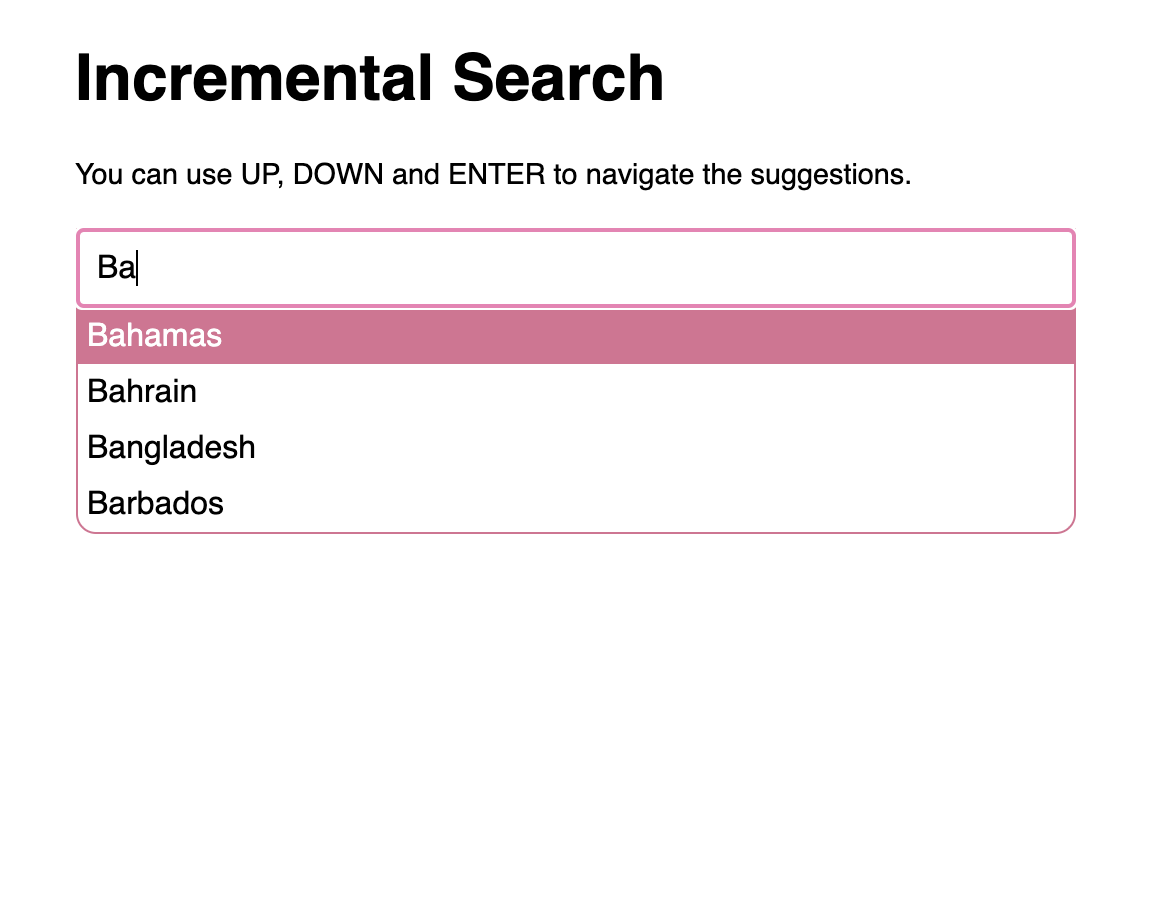 Incremental Search
You can use UP, DOWN and ENTER to navigate the suggestions.
Ba
Bahamas
Bahrain
Bangladesh
Barbados